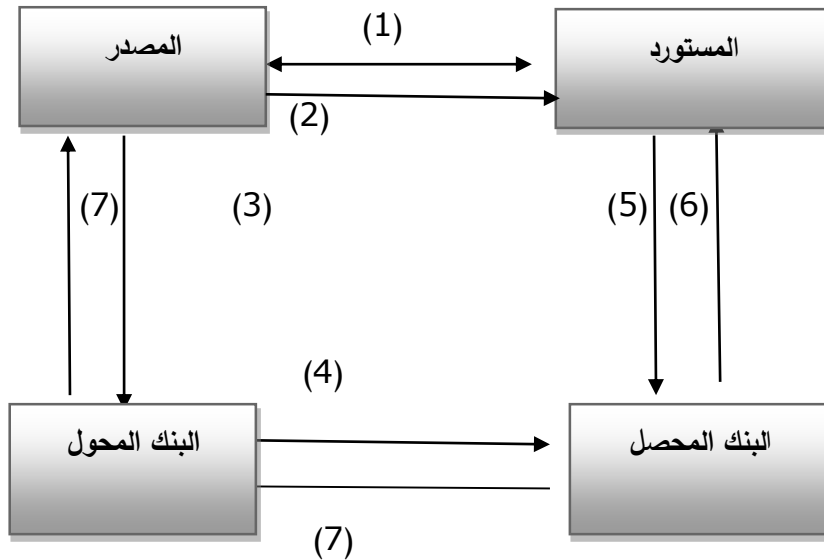 (1)
المستورد
المصدر
(2)
(7)
(3)
(5)
(6)
(4)
البنك المحصل
البنك المحول
(7)